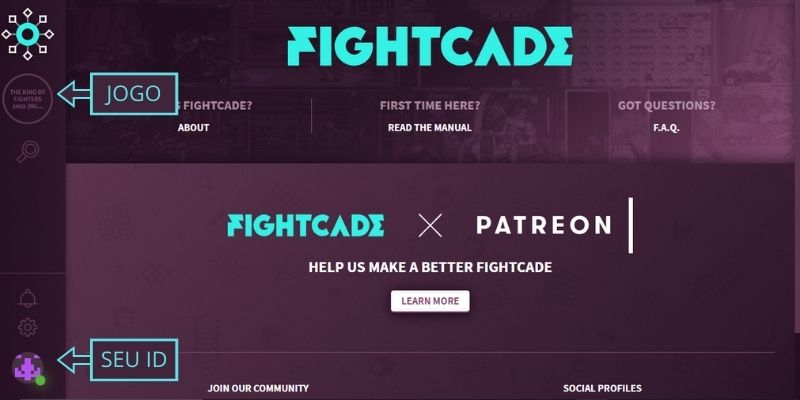 FIGHTCADE
THE KING OF
FIGHTERS
2002 (NG...
JOGO
S FIGHTCADE?
FIRST TIME HERE?
GOT QUESTIONS?
ABOUT
READ THE MANUAL
F.A.Q.
FIGHTCADE
PATREON
HELP US MAKE A BETTER FIGHTCADE
LEARN MORE
SEU ID
JOIN OUR COMMUNITY
SOCIAL PROFILES